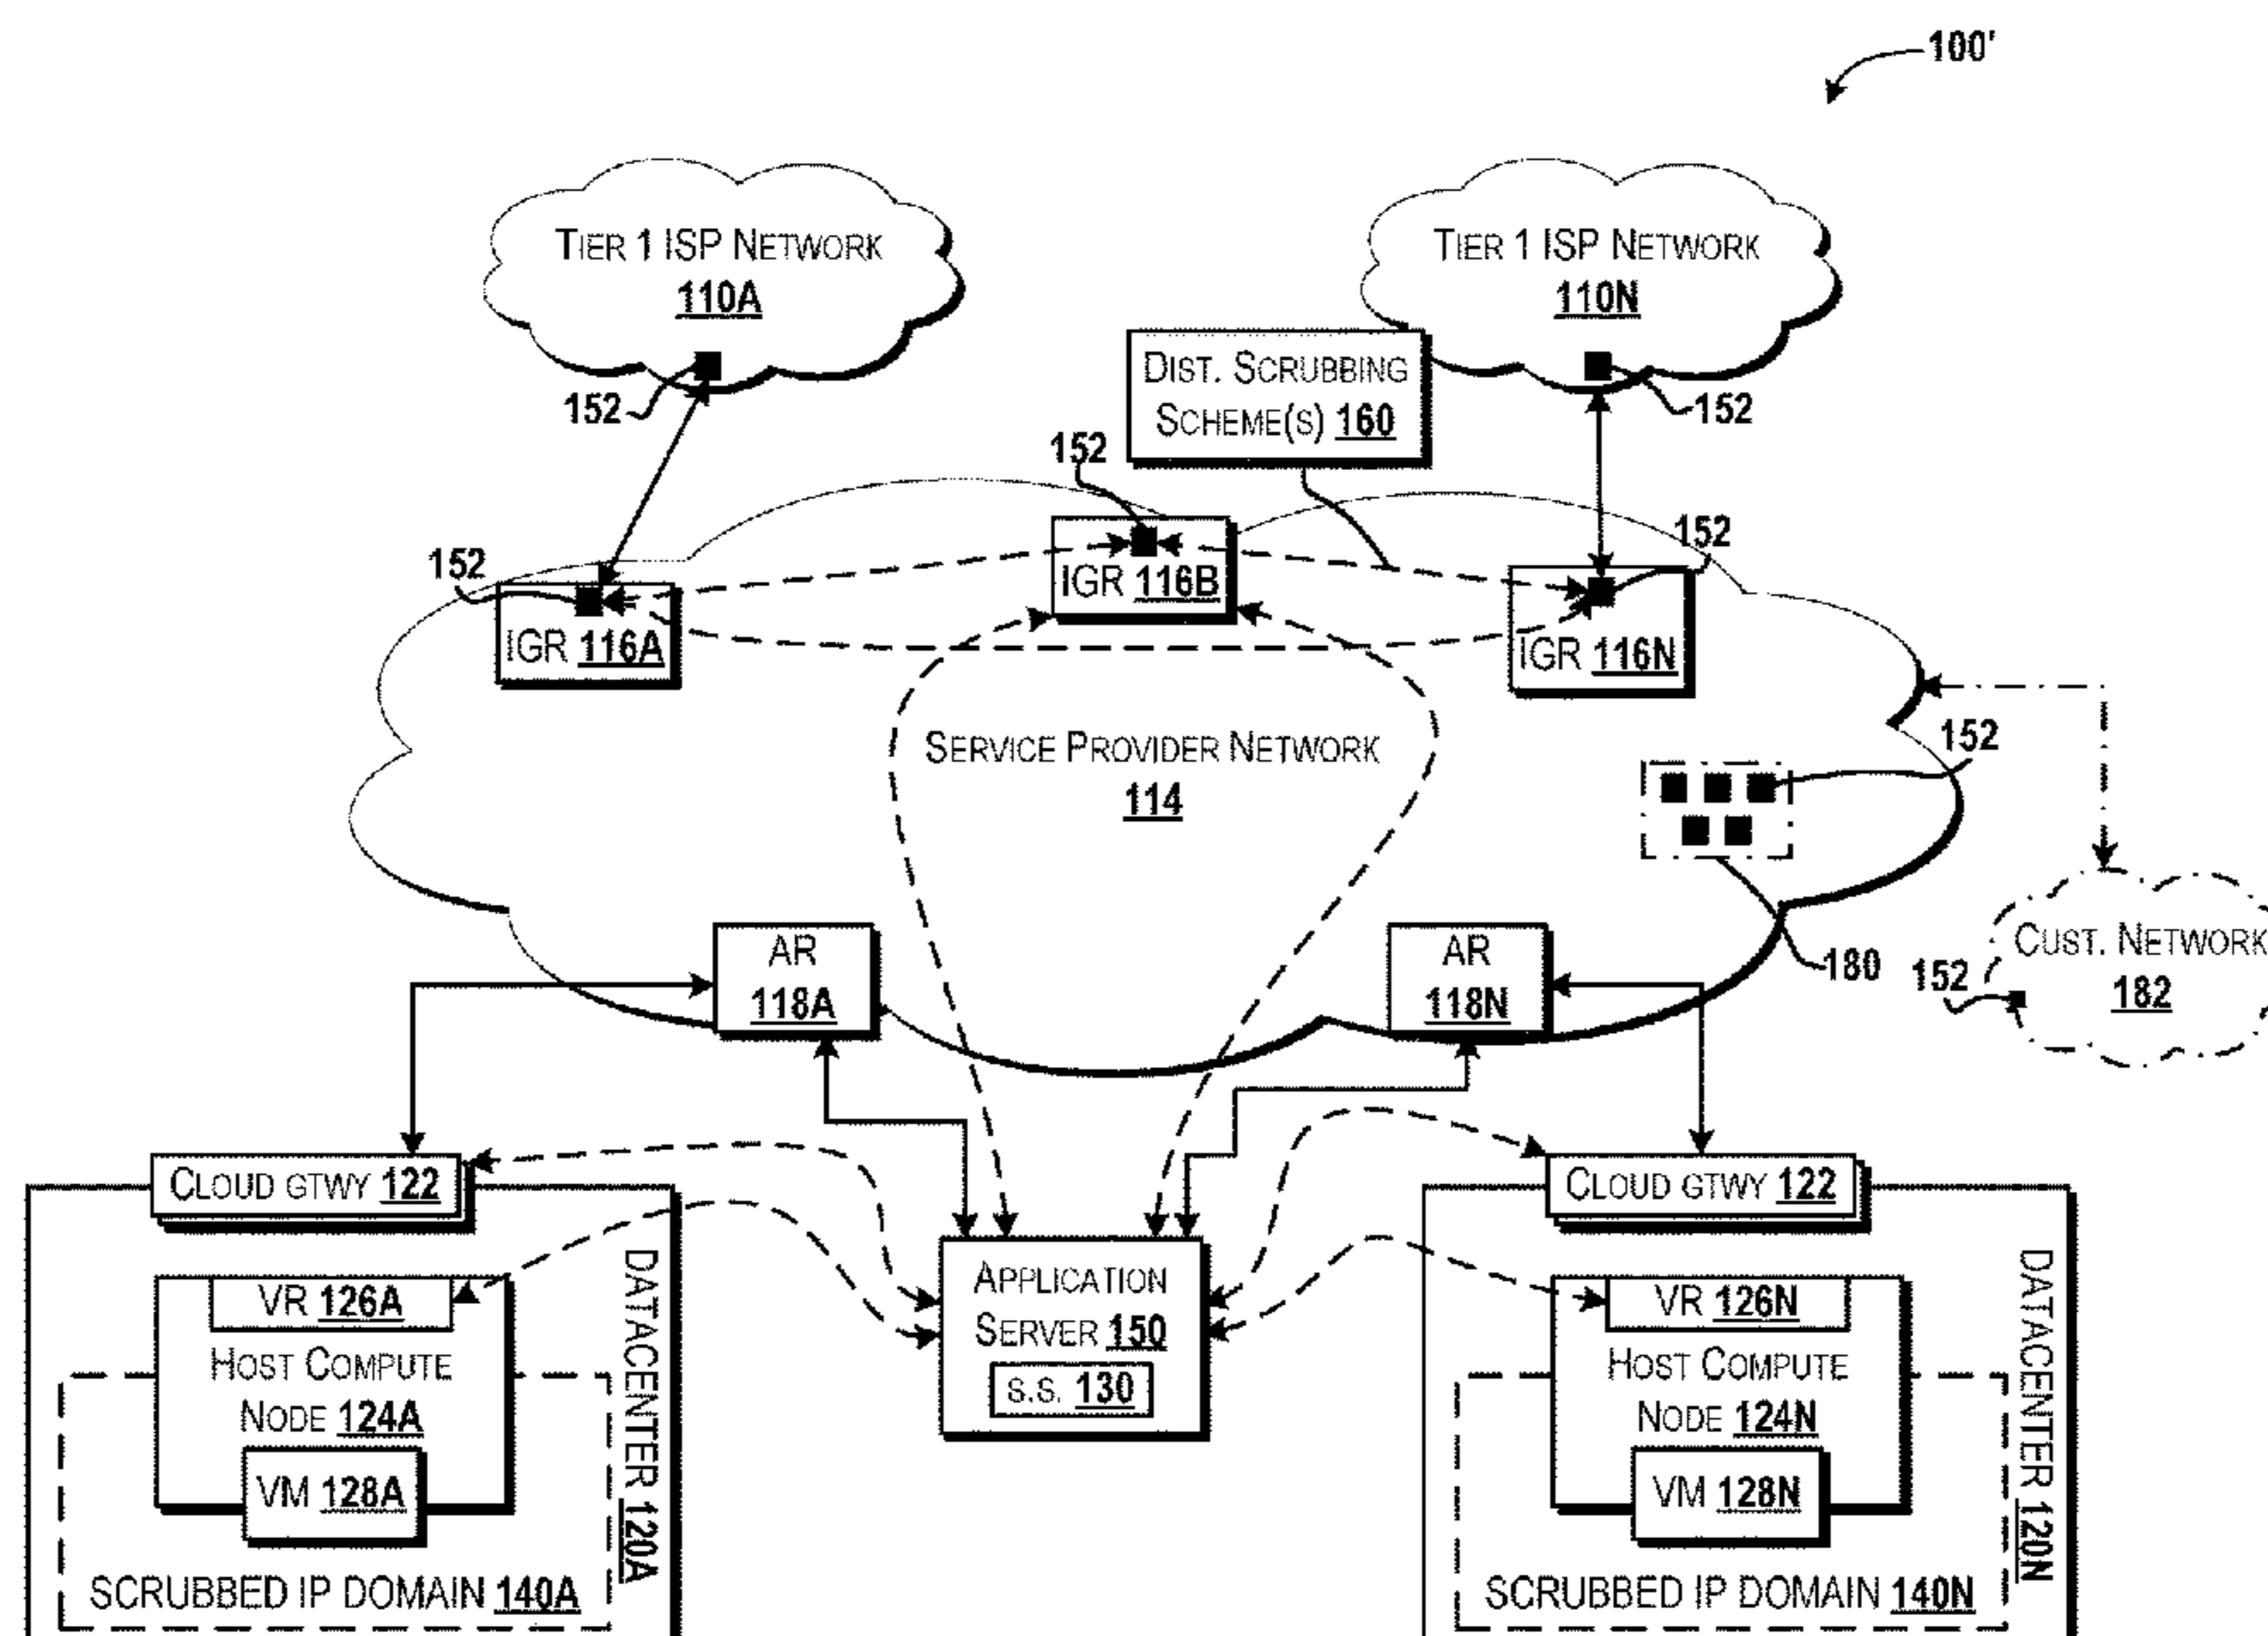 100'
TIER 1 ISP NETWORK
110A
TIER 1 ISP NETWORK
110N
DIST. SCRUBBING
SCHEME(S) 160
152
152
152
152
152
IGR 116A
IGR 116B
IGR 116N
SERVICE PROVIDER NETWORK
114
152
180
CUST. NETWORK
182
152
AR
118A
AR
118N
CLOUD GTWY 122
CLOUD GTWY 122
VR 126A
HOST COMPUTE
NODE 124A
VM 128A
SCRUBBED IP DOMAIN 140A
DATACENTER 120A
APPLICATION
SERVER 150
S.S. 130
VR 126N
HOST COMPUTE
NODE 124N
VM 128N
SCRUBBED IP DOMAIN 140N
DATACENTER 120N